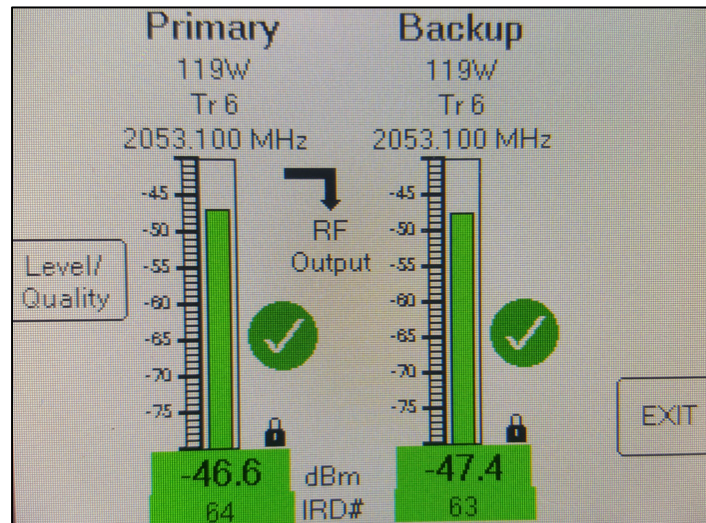 Primary
119W
Tr 6
2053.100 MHz
-45
-50
-55
-60
-65
-70
-75
-46.6
64
RF
Output
dBm
IRD#
Backup
119W
Tr 6
2053.100 MHz
-45
-50
-55
-60
-65
-70
-75
-47.4
63
Level/
Quality
EXIT